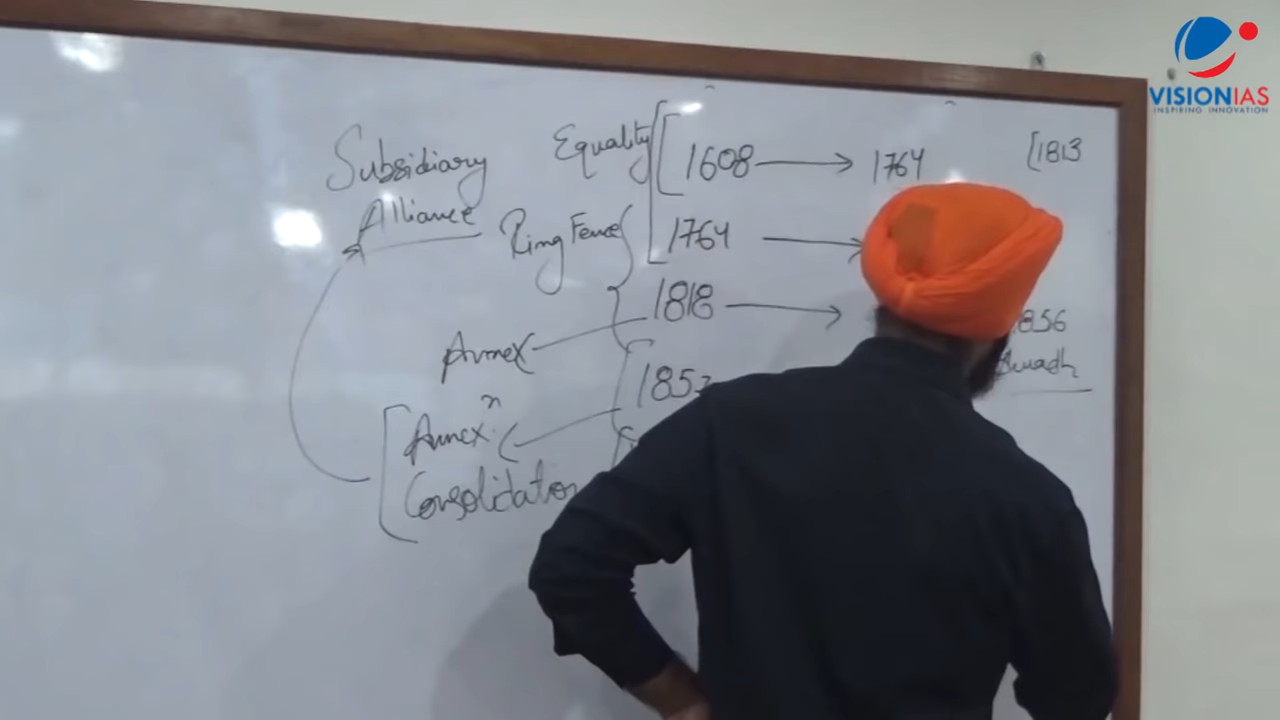 VISIONIAS
INSPIRING INNOVATION
Subsidiary
Alliance
Equality [ 1608 → 1764
[1813
Ring Fence 1764 →
1818 →
Annex
1856
Awadh
185
Annexn
Consolidation